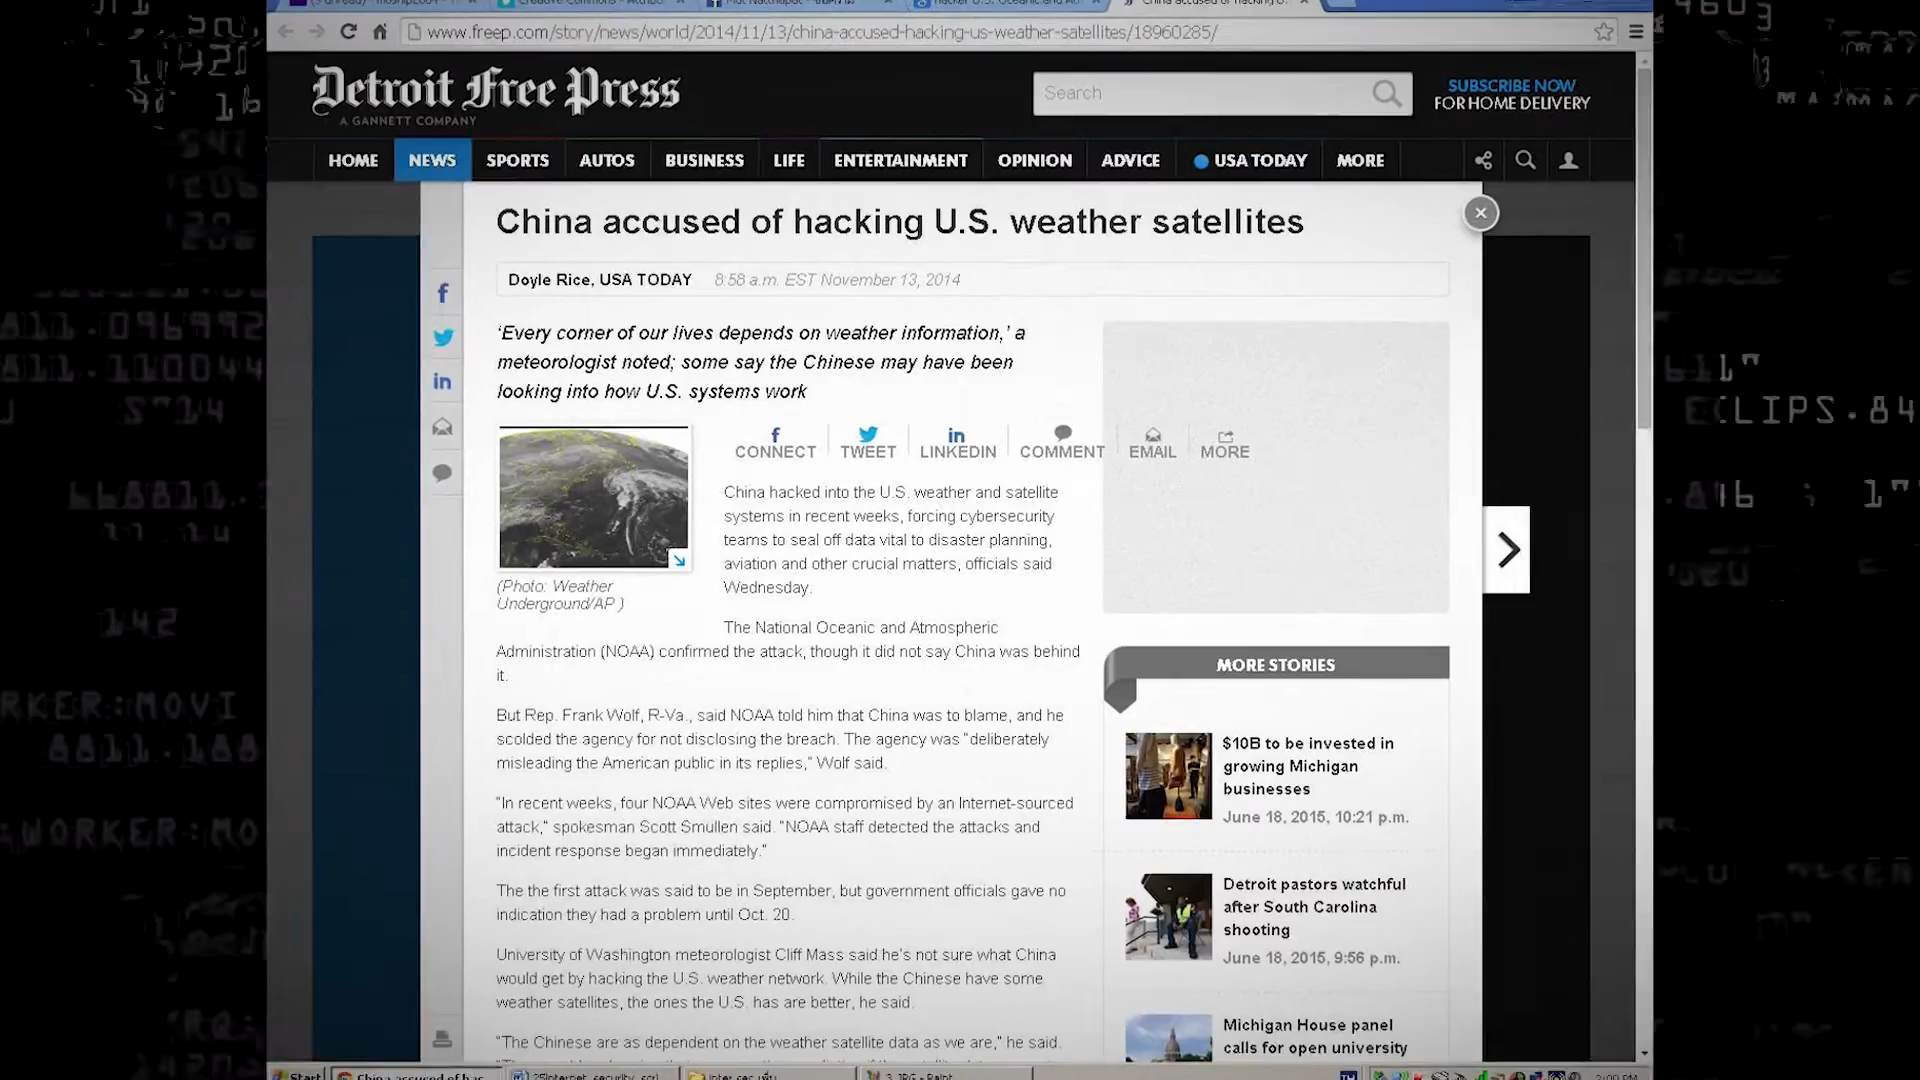 www.freep.com/story/news/world/2014/11/13/china-accused-hacking-us-weather-satellites/18960285/
Detroit Free Press
A GANNETT COMPANY
Search
SUBSCRIBE NOW
FOR HOME DELIVERY
HOME NEWS SPORTS AUTOS BUSINESS LIFE ENTERTAINMENT OPINION ADVICE USA TODAY MORE
China accused of hacking U.S. weather satellites
Doyle Rice, USA TODAY 8:58 a.m. EST November 13, 2014
'Every corner of our lives depends on weather information,' a
meteorologist noted; some say the Chinese may have been
looking into how U.S. systems work
CONNECT TWEET LINKEDIN COMMENT EMAIL MORE
(Photo: Weather
Underground/AP )
China hacked into the U.S. weather and satellite
systems in recent weeks, forcing cybersecurity
teams to seal off data vital to disaster planning,
aviation and other crucial matters, officials said
Wednesday.
The National Oceanic and Atmospheric
Administration (NOAA) confirmed the attack, though it did not say China was behind
it.
But Rep. Frank Wolf, R-Va., said NOAA told him that China was to blame, and he
scolded the agency for not disclosing the breach. The agency was "deliberately
misleading the American public in its replies," Wolf said.
"In recent weeks, four NOAA Web sites were compromised by an Internet-sourced
attack," spokesman Scott Smullen said. "NOAA staff detected the attacks and
incident response began immediately."
The the first attack was said to be in September, but government officials gave no
indication they had a problem until Oct. 20.
University of Washington meteorologist Cliff Mass said he's not sure what China
would get by hacking the U.S. weather network. While the Chinese have some
weather satellites, the ones the U.S. has are better, he said.
"The Chinese are as dependent on the weather satellite data as we are," he said.
MORE STORIES
$10B to be invested in
growing Michigan
businesses
June 18, 2015, 10:21 p.m.
Detroit pastors watchful
after South Carolina
shooting
June 18, 2015, 9:56 p.m.
Michigan House panel
calls for open university
ECLIPS.84
RKER:MOVI
8811.188
WORKER:MO
142
Start